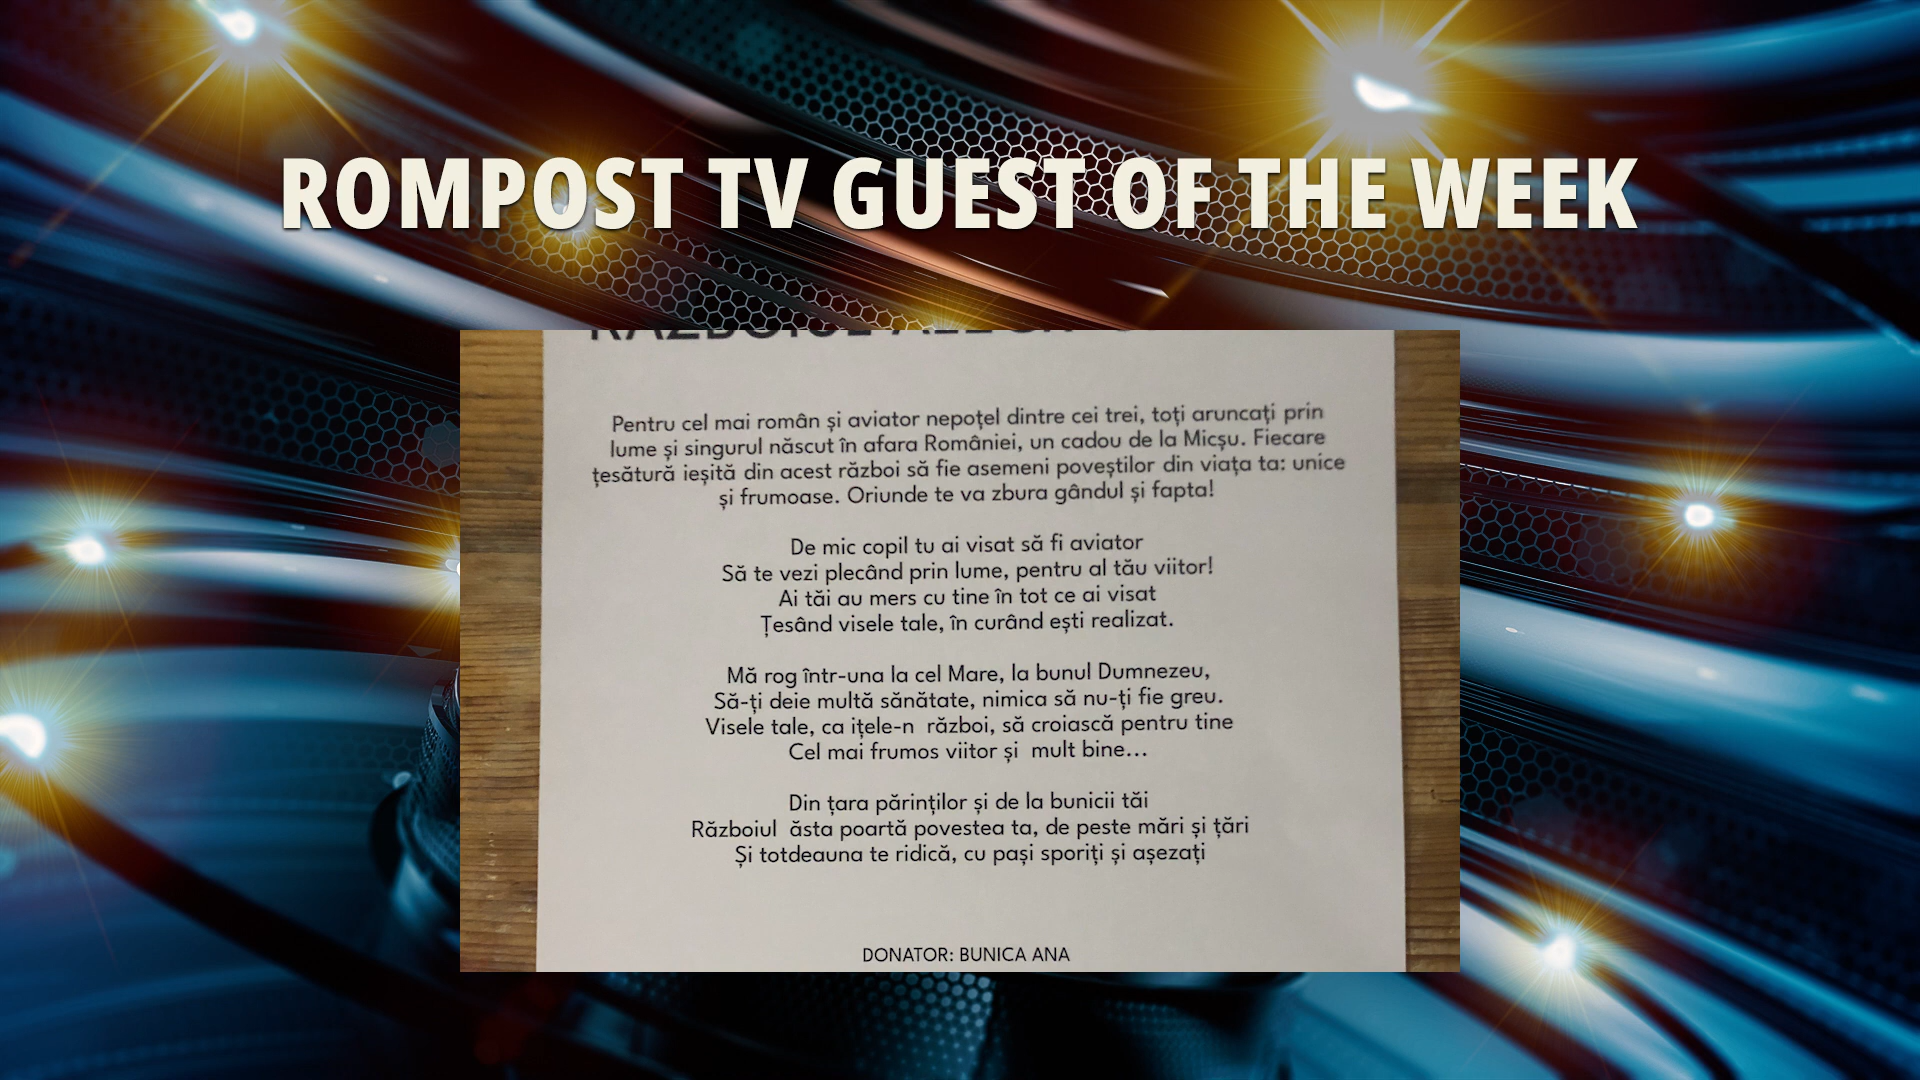 ROMPOST TV GUEST OF THE WEEK
RĂZBOIUL
Pentru cel mai român și aviator nepoțel dintre cei trei, toți aruncați prin
lume și singurul născut în afara României, un cadou de la Micșu. Fiecare
țesătură ieșită din acest război să fie asemeni poveștilor din viața ta: unice
și frumoase. Oriunde te va zbura gândul și fapta!
De mic copil tu ai visat să fi aviator
Să te vezi plecând prin lume, pentru al tău viitor!
Ai tăi au mers cu tine în tot ce ai visat
Țesând visele tale, în curând ești realizat.
Mă rog într-una la cel Mare, la bunul Dumnezeu,
Să-ți deie multă sănătate, nimica să nu-ți fie greu.
Visele tale, ca ițele-n război, să croiască pentru tine
Cel mai frumos viitor și mult bine...
Din țara părinților și de la bunicii tăi
Războiul ăsta poartă povestea ta, de peste mări și țări
Și totdeauna te ridică, cu pași sporiți și așezați
DONATOR: BUNICA ANA